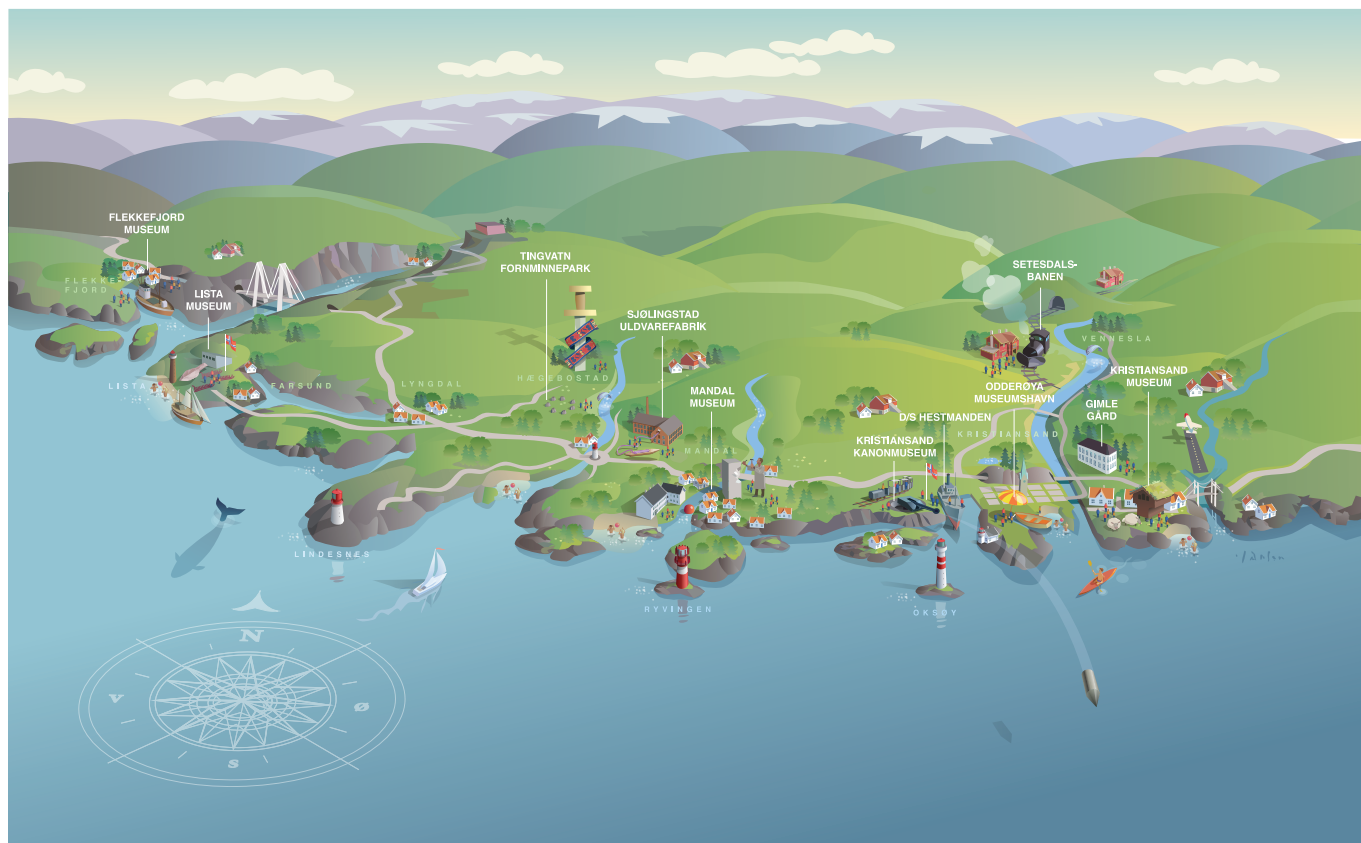 FLEKKEFJORD
MUSEUM
FLEKKE-
FJORD
LISTA
MUSEUM
LISTA
FARSUND
LYNGDAL
TINGVATN
FORNMINNEPARK
HÆGEBOSTAD
SJØLINGSTAD
ULDVAREFABRIK
MANDAL
MUSEUM
MANDAL
SETESDALS-
BANEN
VENNESLA
KRISTIANSAND
MUSEUM
ODDERØYA
MUSEUMSHAVN
GIMLE
GÅRD
D/S HESTMANDEN
KRISTIANSAND
KRISTIANSAND
KANONMUSEUM
LINDESNÆS
RYVINGEN
OKSØY
N
V
Ø
S